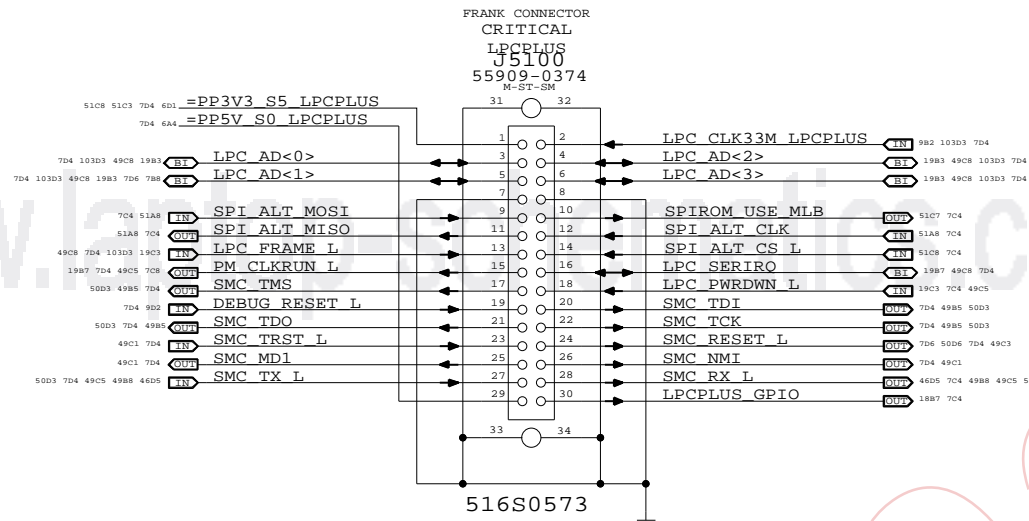 FRANK CONNECTOR
CRITICAL
LPCPLUS
J5100
55909-0374
M-ST-SM
31 32
51C8 51C3 7D4 6D1 =PP3V3_S5_LPCPLUS
7D4 6A4 =PP5V_S0_LPCPLUS
1 2 LPC_CLK33M_LPCPLUS IN 9B2 103D3 7D4
7D4 103D3 49C8 19B3 BI LPC_AD<0> 3 4 LPC_AD<2> BI 19B3 49C8 103D3 7D4
7D4 103D3 49C8 19B3 7D6 7B8 BI LPC_AD<1> 5 6 LPC_AD<3> BI 19B3 49C8 103D3 7D4
7 8
7C4 51A8 IN SPI_ALT_MOSI 9 10 SPIROM_USE_MLB OUT 51C7 7C4
51A8 7C4 OUT SPI_ALT_MISO 11 12 SPI_ALT_CLK IN 51A8 7C4
49C8 7D4 103D3 19C3 IN LPC_FRAME_L 13 14 SPI_ALT_CS_L IN 51C8 7C4
19B7 7D4 49C5 7C8 OUT PM_CLKRUN_L 15 16 LPC_SERIRQ BI 19B7 49C8 7D4
50D3 49B5 7D4 OUT SMC_TMS 17 18 LPC_PWRDWN_L IN 19C3 7C4 49C5
7D4 9D2 IN DEBUG_RESET_L 19 20 SMC_TDI OUT 7D4 49B5 50D3
50D3 7D4 49B5 OUT SMC_TDO 21 22 SMC_TCK OUT 7D4 49B5 50D3
49C1 7D4 IN SMC_TRST_L 23 24 SMC_RESET_L OUT 7D6 50D6 7D4 49C3
49C1 7D4 OUT SMC_MD1 25 26 SMC_NMI OUT 7D4 49C1
50D3 7D4 49C5 49B8 46D5 IN SMC_TX_L 27 28 SMC_RX_L OUT 46D5 7C4 49B8 49C5 5
29 30 LPCPLUS_GPIO OUT 18B7 7C4
33 34
516S0573
w.laptop-schematics.c